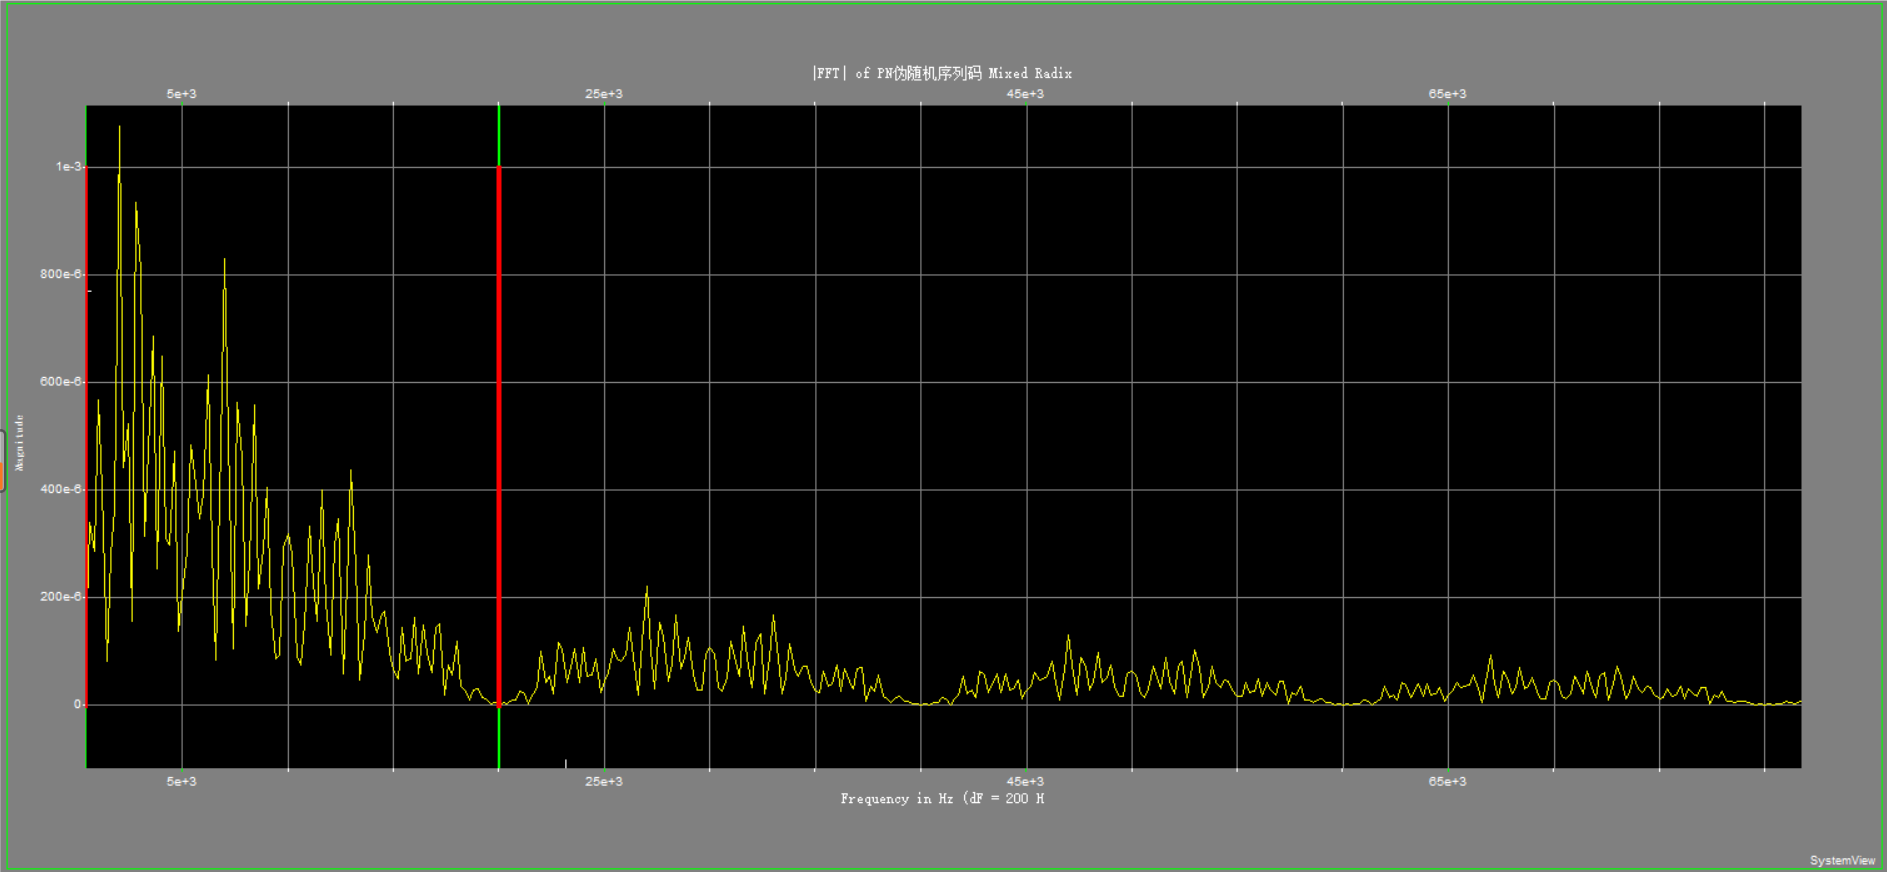 |FFT| of PN伪随机序列码 Mixed Radix
5e+3 25e+3 45e+3 65e+3
1e-3
800e-6
600e-6
Magnitude
400e-6
200e-6
0
5e+3 25e+3 45e+3 65e+3
Frequency in Hz (dF = 200 H
SystemView